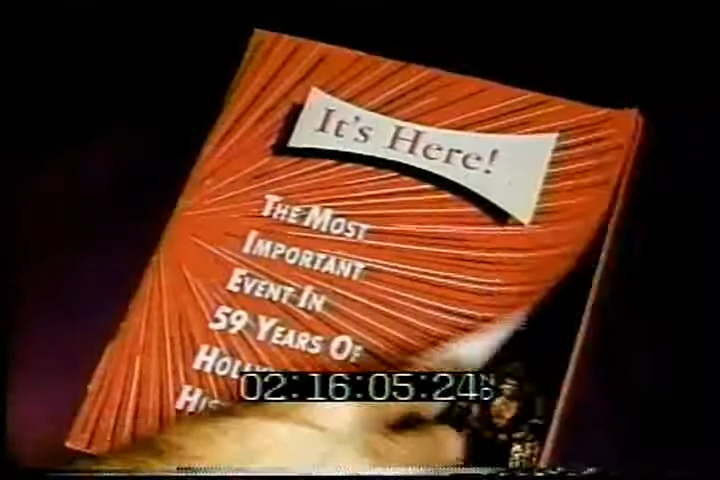 It's Here!
THE MOST
IMPORTANT
EVENT IN
59 YEARS OF
02:16:05:24